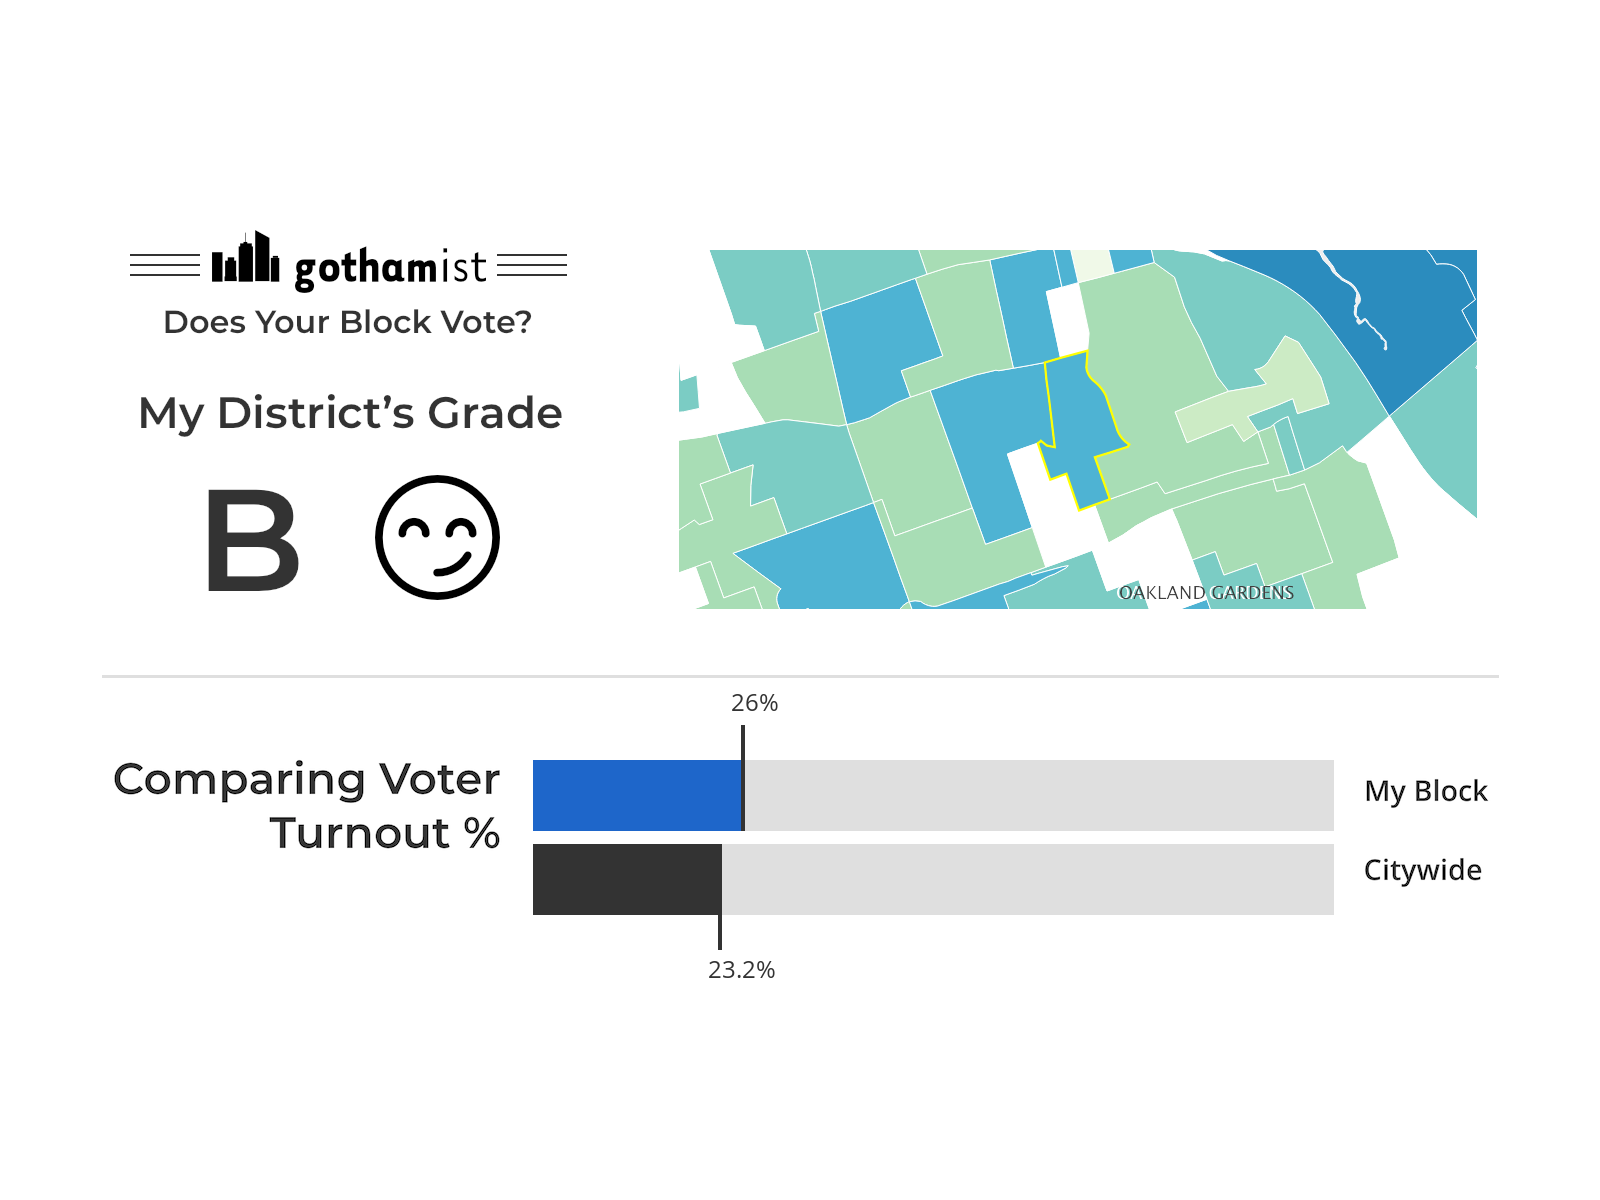 gothamist
Does Your Block Vote?
My District’s Grade
B
OAKLAND GARDENS
26%
Comparing Voter
Turnout %
My Block
Citywide
23.2%